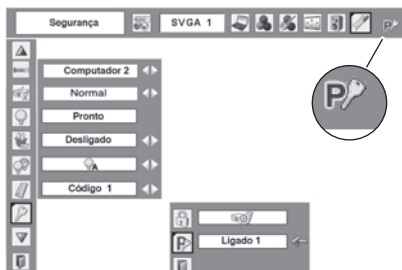 Segurança SVGA 1
Computador 2
Normal
Pronto
Desligado
A
Código 1
Ligado 1